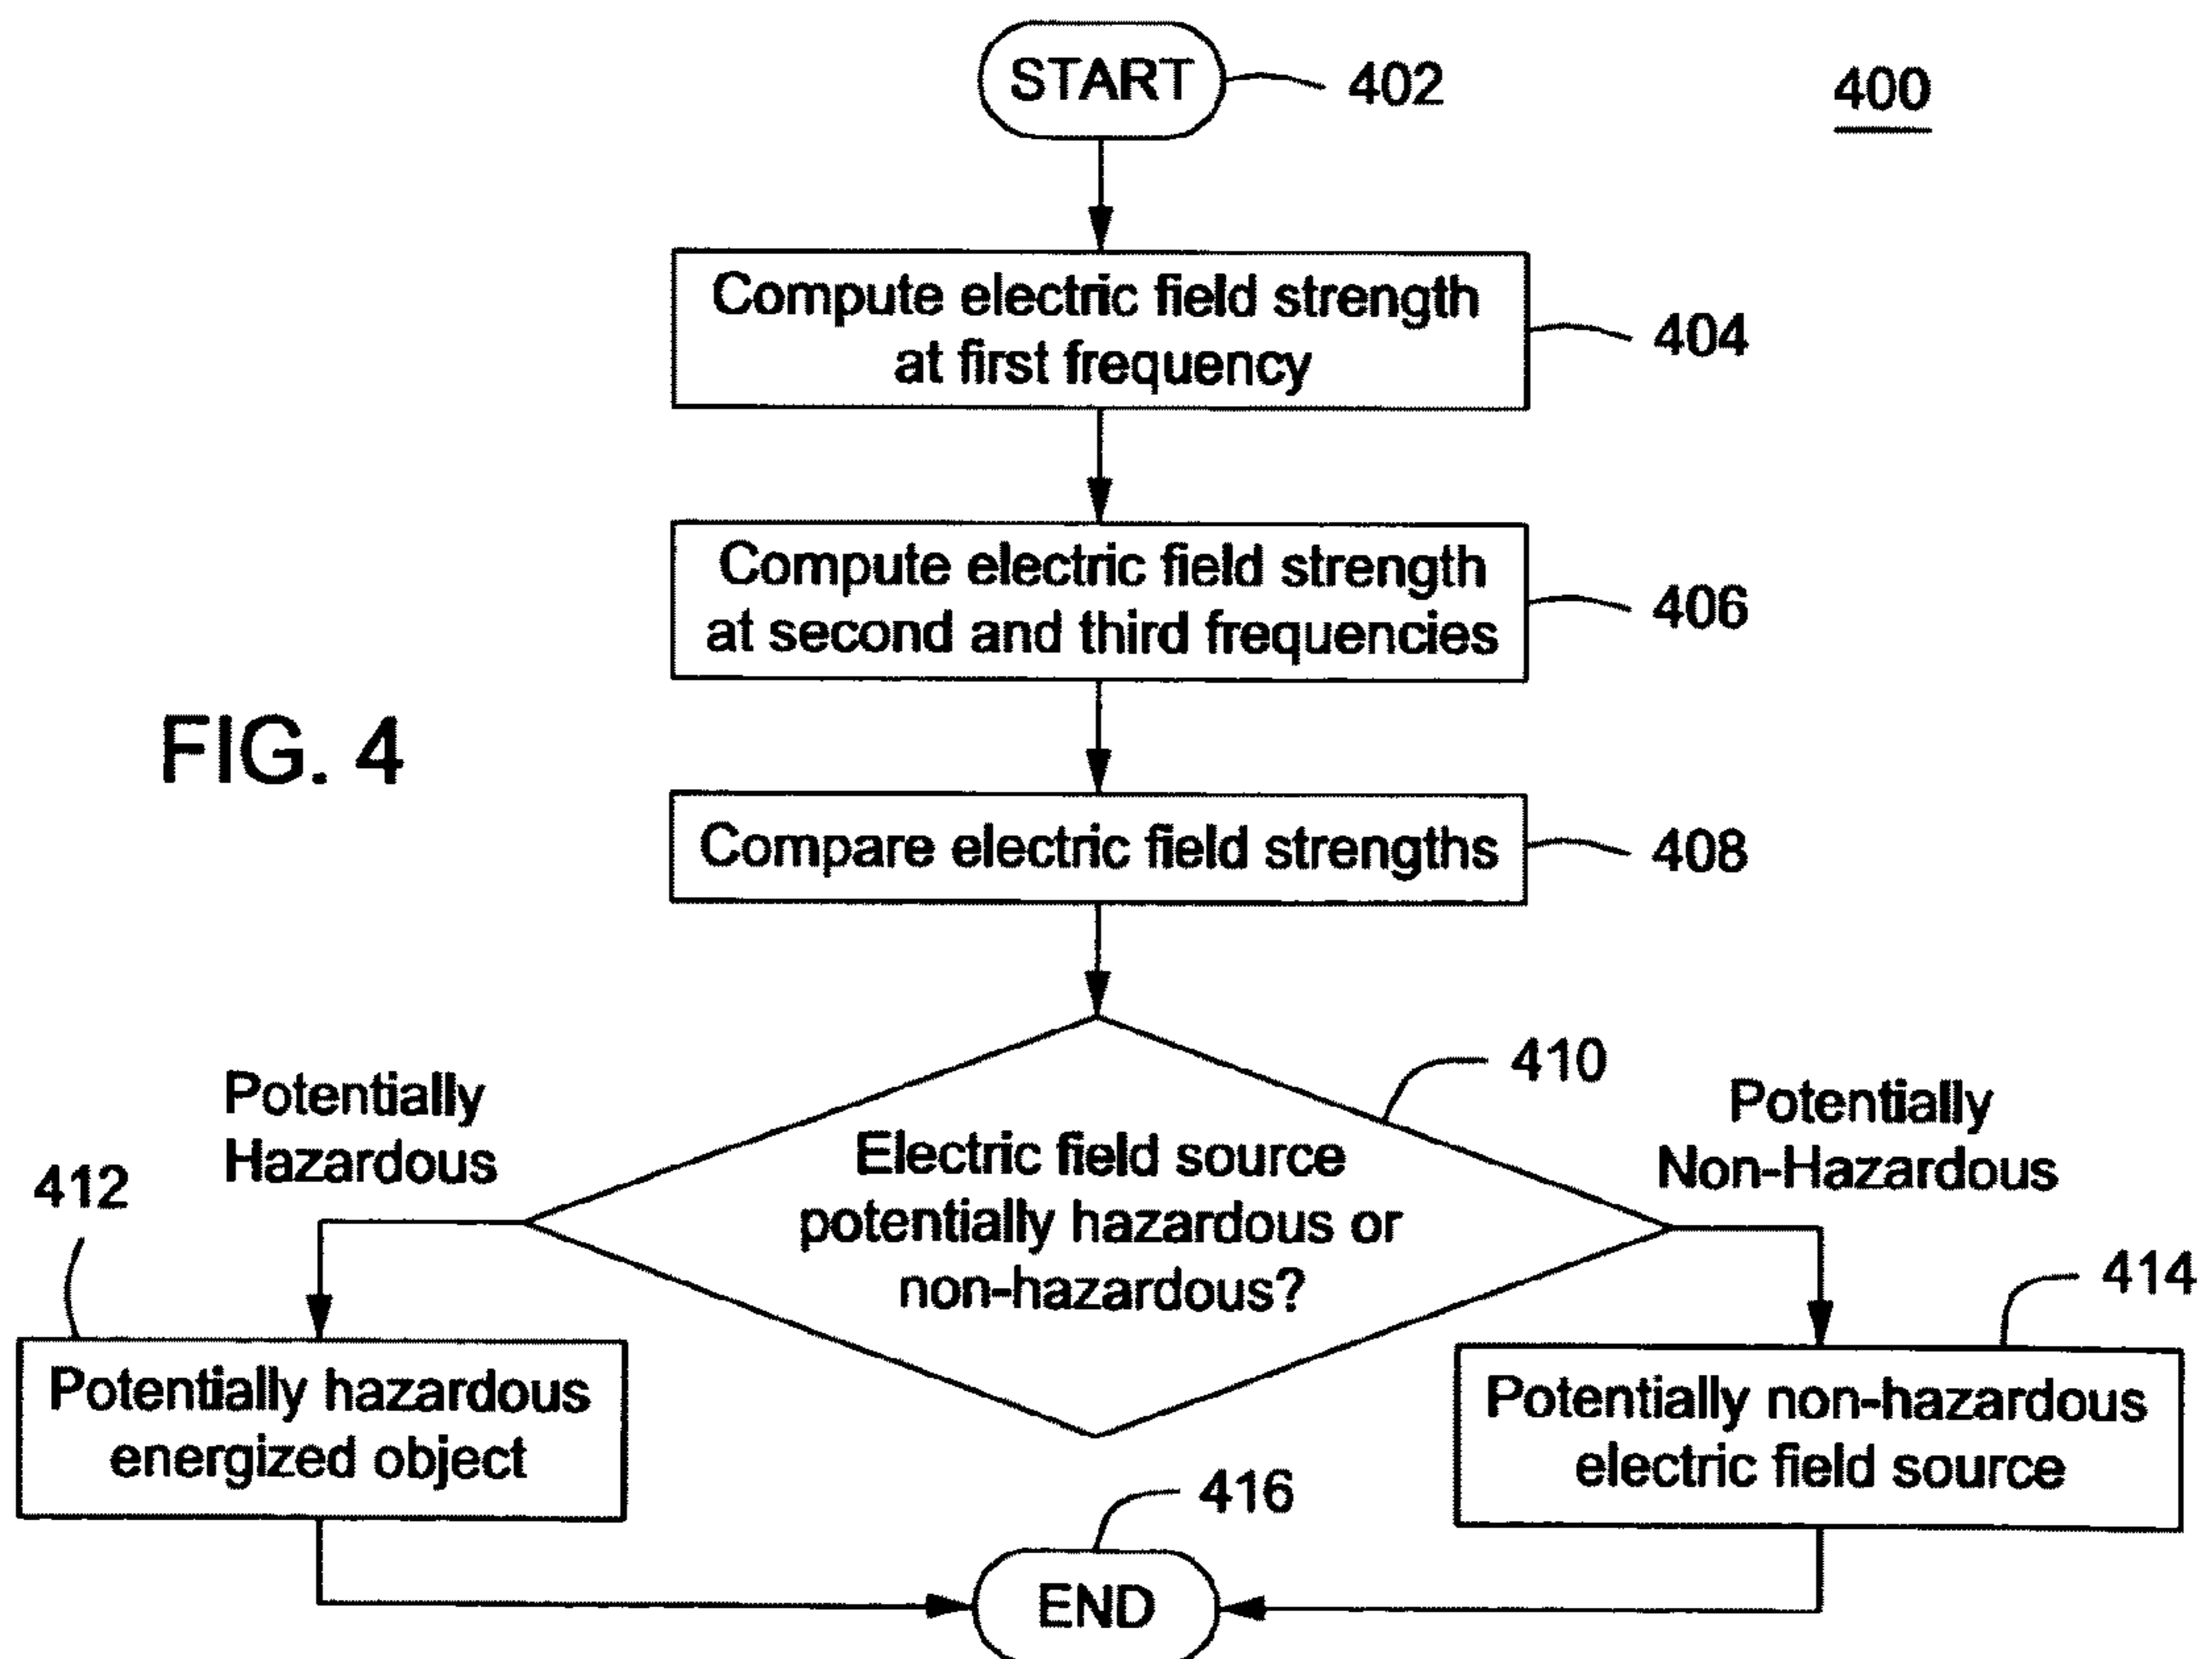 START
402
400
Compute electric field strength
at first frequency
404
Compute electric field strength
at second and third frequencies
406
FIG. 4
Compare electric field strengths
408
410
Potentially
Hazardous
Potentially
Non-Hazardous
412
Electric field source
potentially hazardous or
non-hazardous?
414
Potentially hazardous
energized object
Potentially non-hazardous
electric field source
416
END